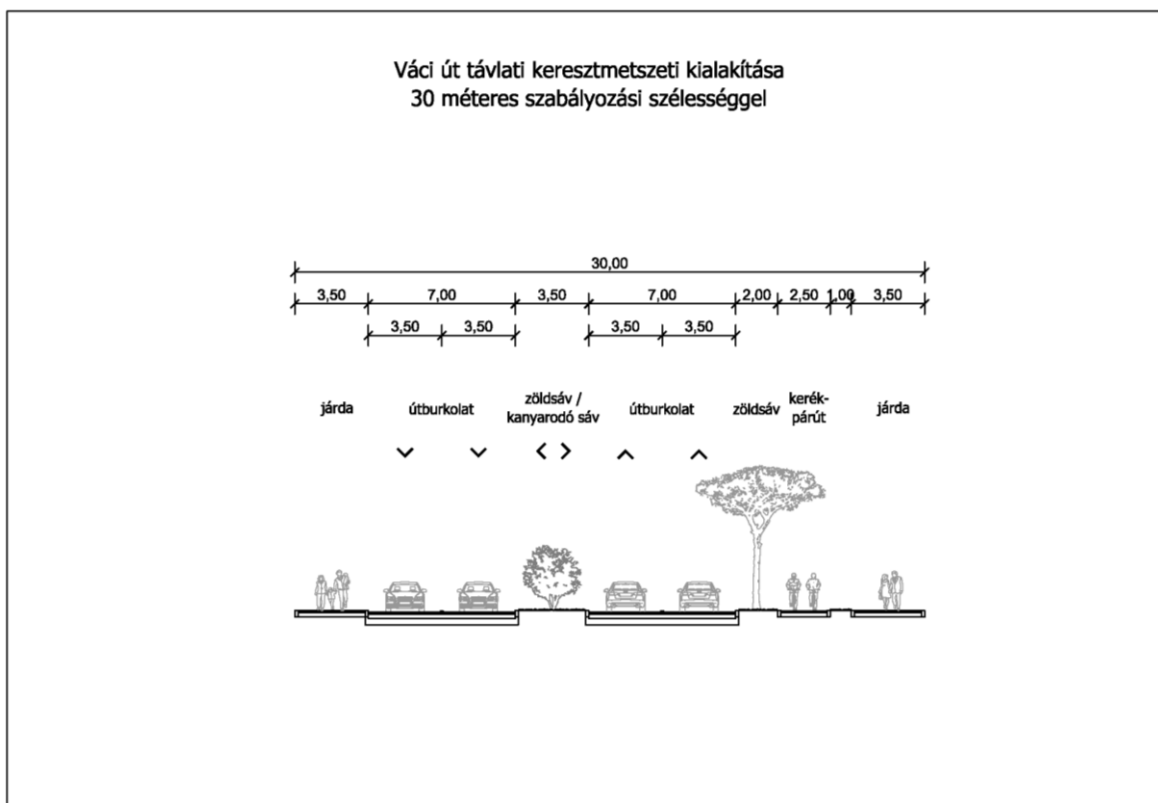 Váci út távlati keresztmetszeti kialakítása
30 méteres szabályozási szélességgel
30,00
3,50 7,00 3,50 7,00 2,00 2,50 1,00 3,50
3,50 3,50 3,50 3,50
járda
útburkolat
zöldsáv /
kanyarodó sáv
útburkolat
zöldsáv
kerék-
párút
járda